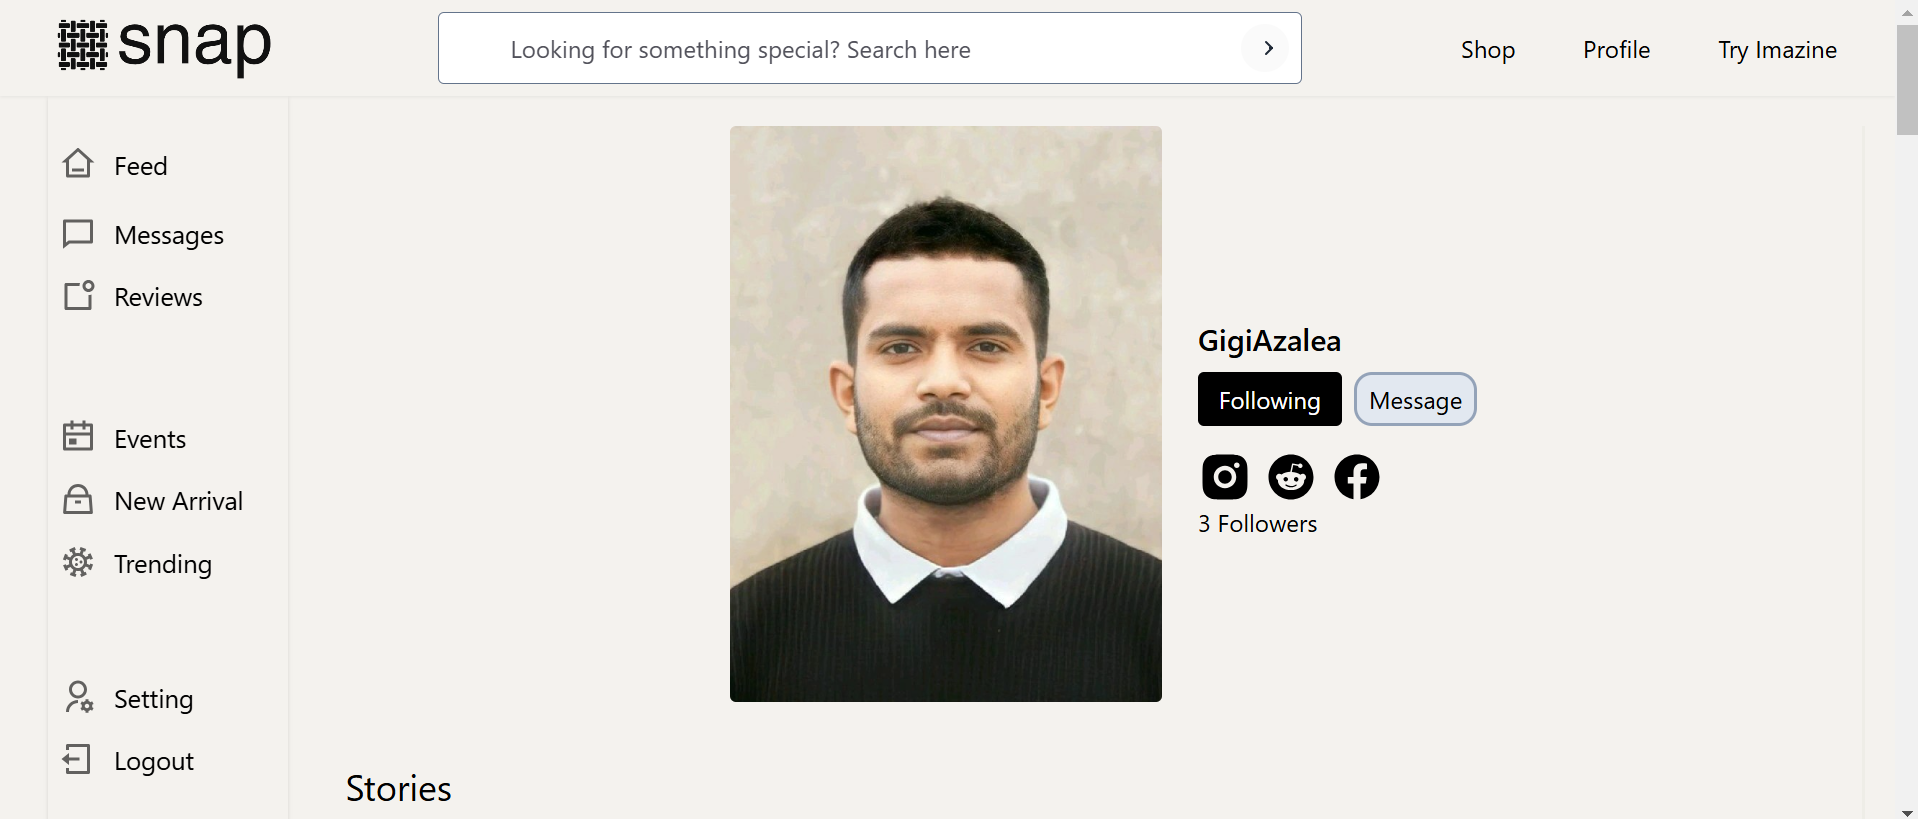 snap
Looking for something special? Search here
Shop
Profile
Try Imazine
Feed
Messages
Reviews
Events
New Arrival
Trending
Setting
Logout
GigiAzalea
Following
Message
3 Followers
Stories